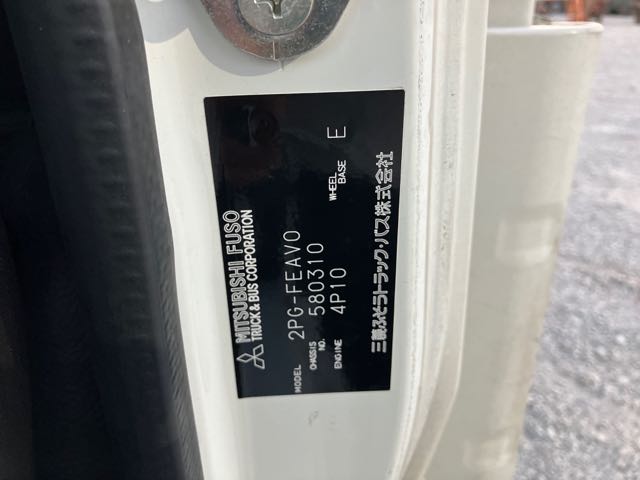 MITSUBISHI FUSO
TRUCK & BUS CORPORATION
MODEL 2PG-FEAV0
CHASSIS NO. 580310
ENGINE 4P10 WHEEL BASE E
三菱ふそうトラック・バス株式会社